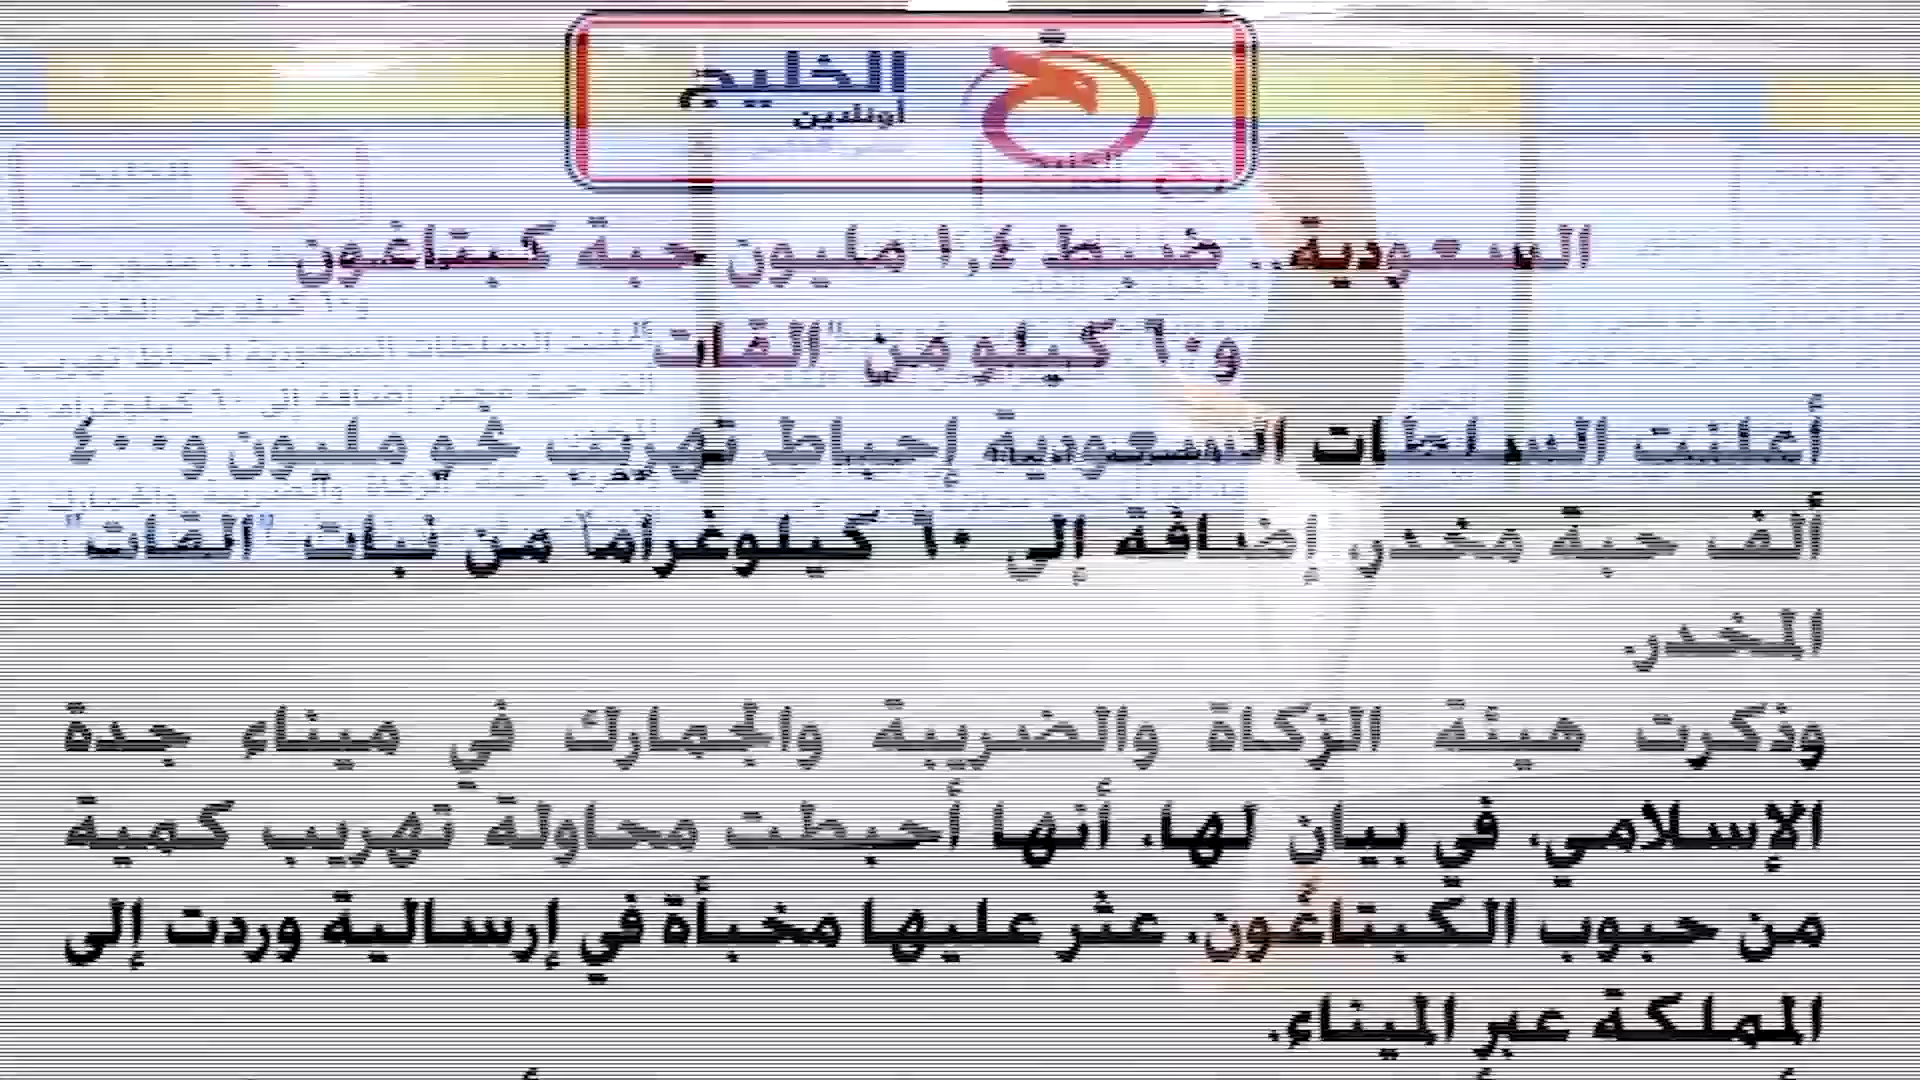 الخليج
أونلاين
السعودية.. ضبط ١,٤ مليون حبة كبتاغون
و٦٠ كيلو من "القات"
أعلنت السلطات السعودية إحباط تهريب نحو مليون و٤٠٠
ألف حبة مخدر، إضافة إلى ٦٠ كيلوغراماً من نبات "القات"
المخدر.
وذكرت هيئة الزكاة والضريبة والجمارك في ميناء جدة
الإسلامي، في بيان لها، أنها أحبطت محاولة تهريب كمية
من حبوب الكبتاغون، عثر عليها مخبأة في إرسالية وردت إلى
المملكة عبر الميناء.